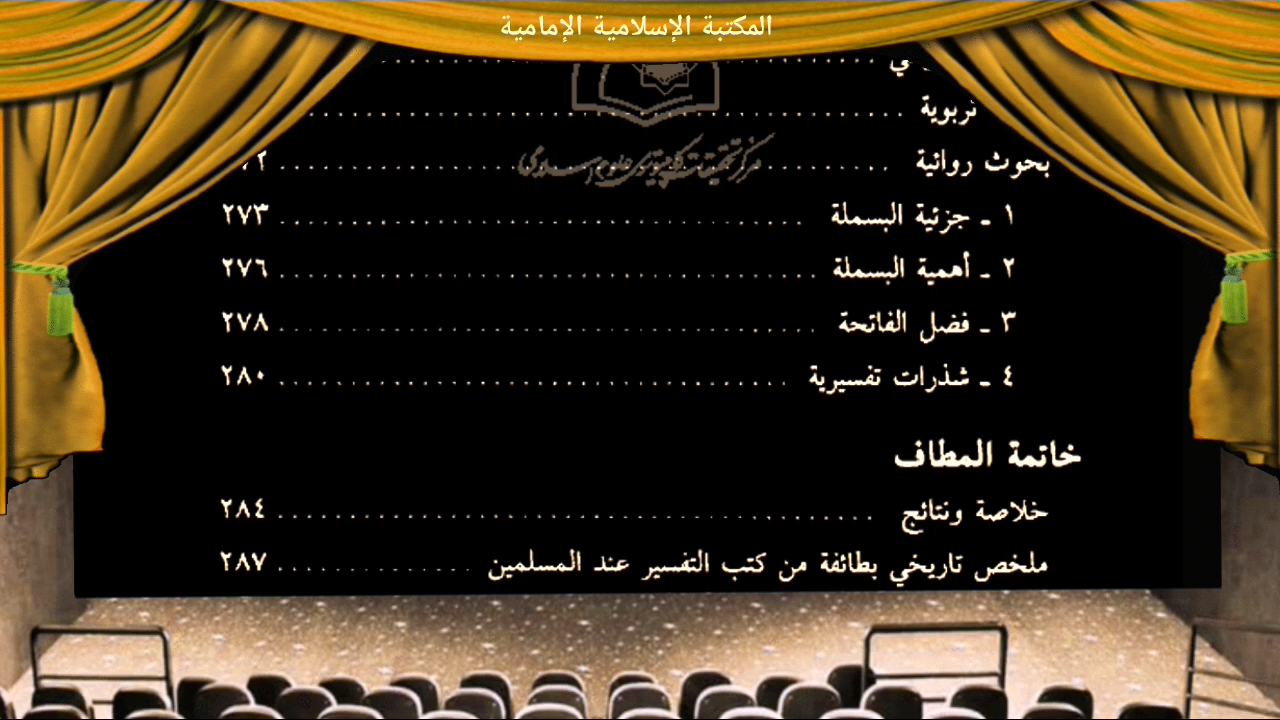 المكتبة الإسلامية الإمامية
تربوية ................
بحوث روائية ................
١ ـ جزئية البسملة ................ ٢٧٣
٢ ـ أهمية البسملة ................ ٢٧٦
٣ ـ فضل الفاتحة ................ ٢٧٨
٤ ـ شذرات تفسيرية ................ ٢٨٠
خاتمة المطاف
خلاصة ونتائج ................ ٢٨٤
ملخص تاريخي بطائفة من كتب التفسير عند المسلمين ................ ٢٨٧